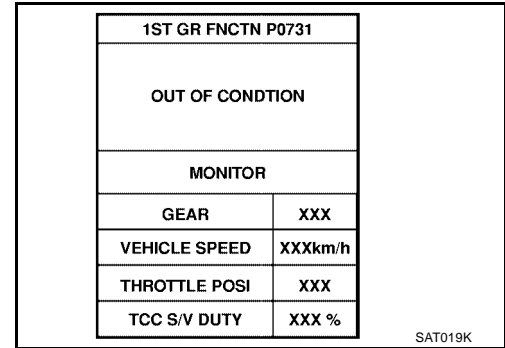 1ST GR FNCTN P0731
OUT OF CONDTION
MONITOR
GEAR XXX
VEHICLE SPEED XXXkm/h
THROTTLE POSI XXX
TCC S/V DUTY XXX %
SAT019K